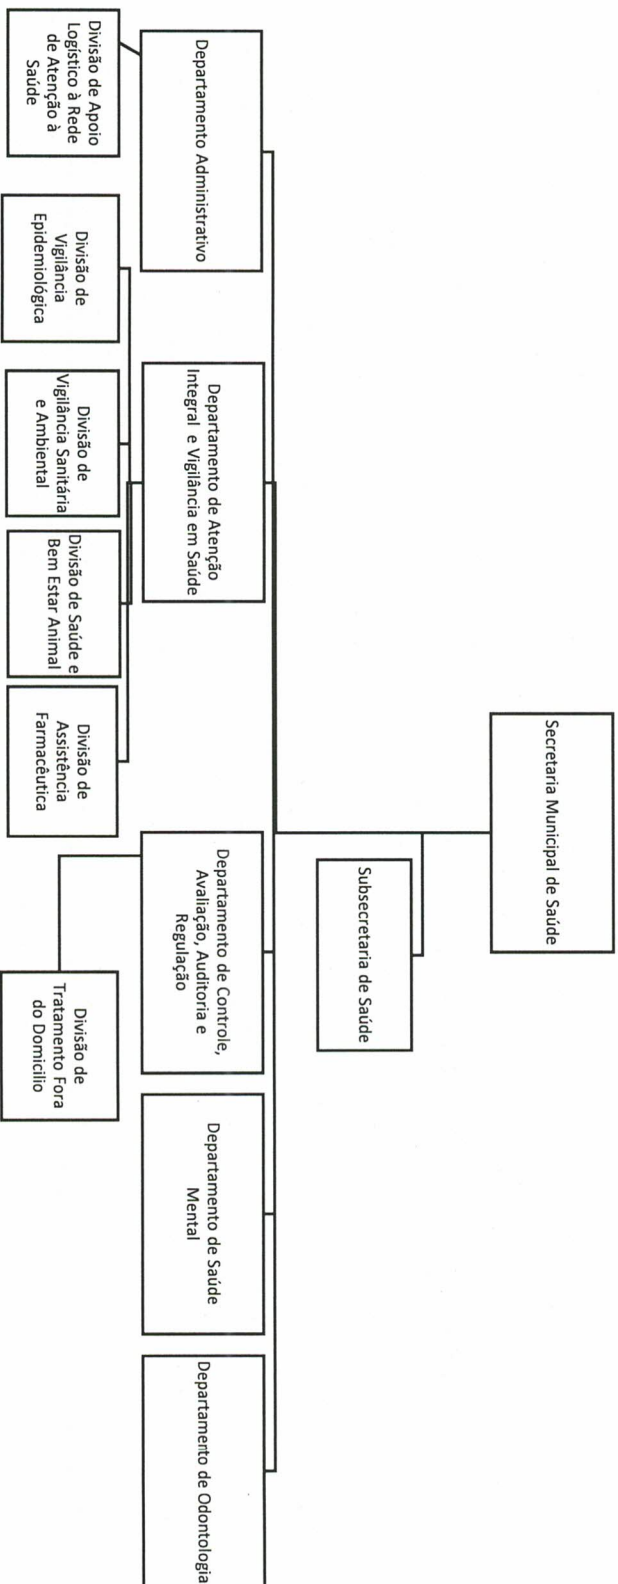 Secretaria Municipal de Saúde
Subsecretaria de Saúde
Departamento Administrativo
Departamento de Atenção
Integral e Vigilância em Saúde
Departamento de Controle,
Avaliação, Auditoria e
Regulação
Departamento de Saúde
Mental
Departamento de Odontologia
Divisão de Apoio
Logístico à Rede
de Atenção à
Saúde
Divisão de
Vigilância
Epidemiológica
Divisão de
Vigilância Sanitária
e Ambiental
Divisão de Saúde e
Bem Estar Animal
Divisão de
Assistência
Farmacêutica
Divisão de
Tratamento Fora
do Domicilio